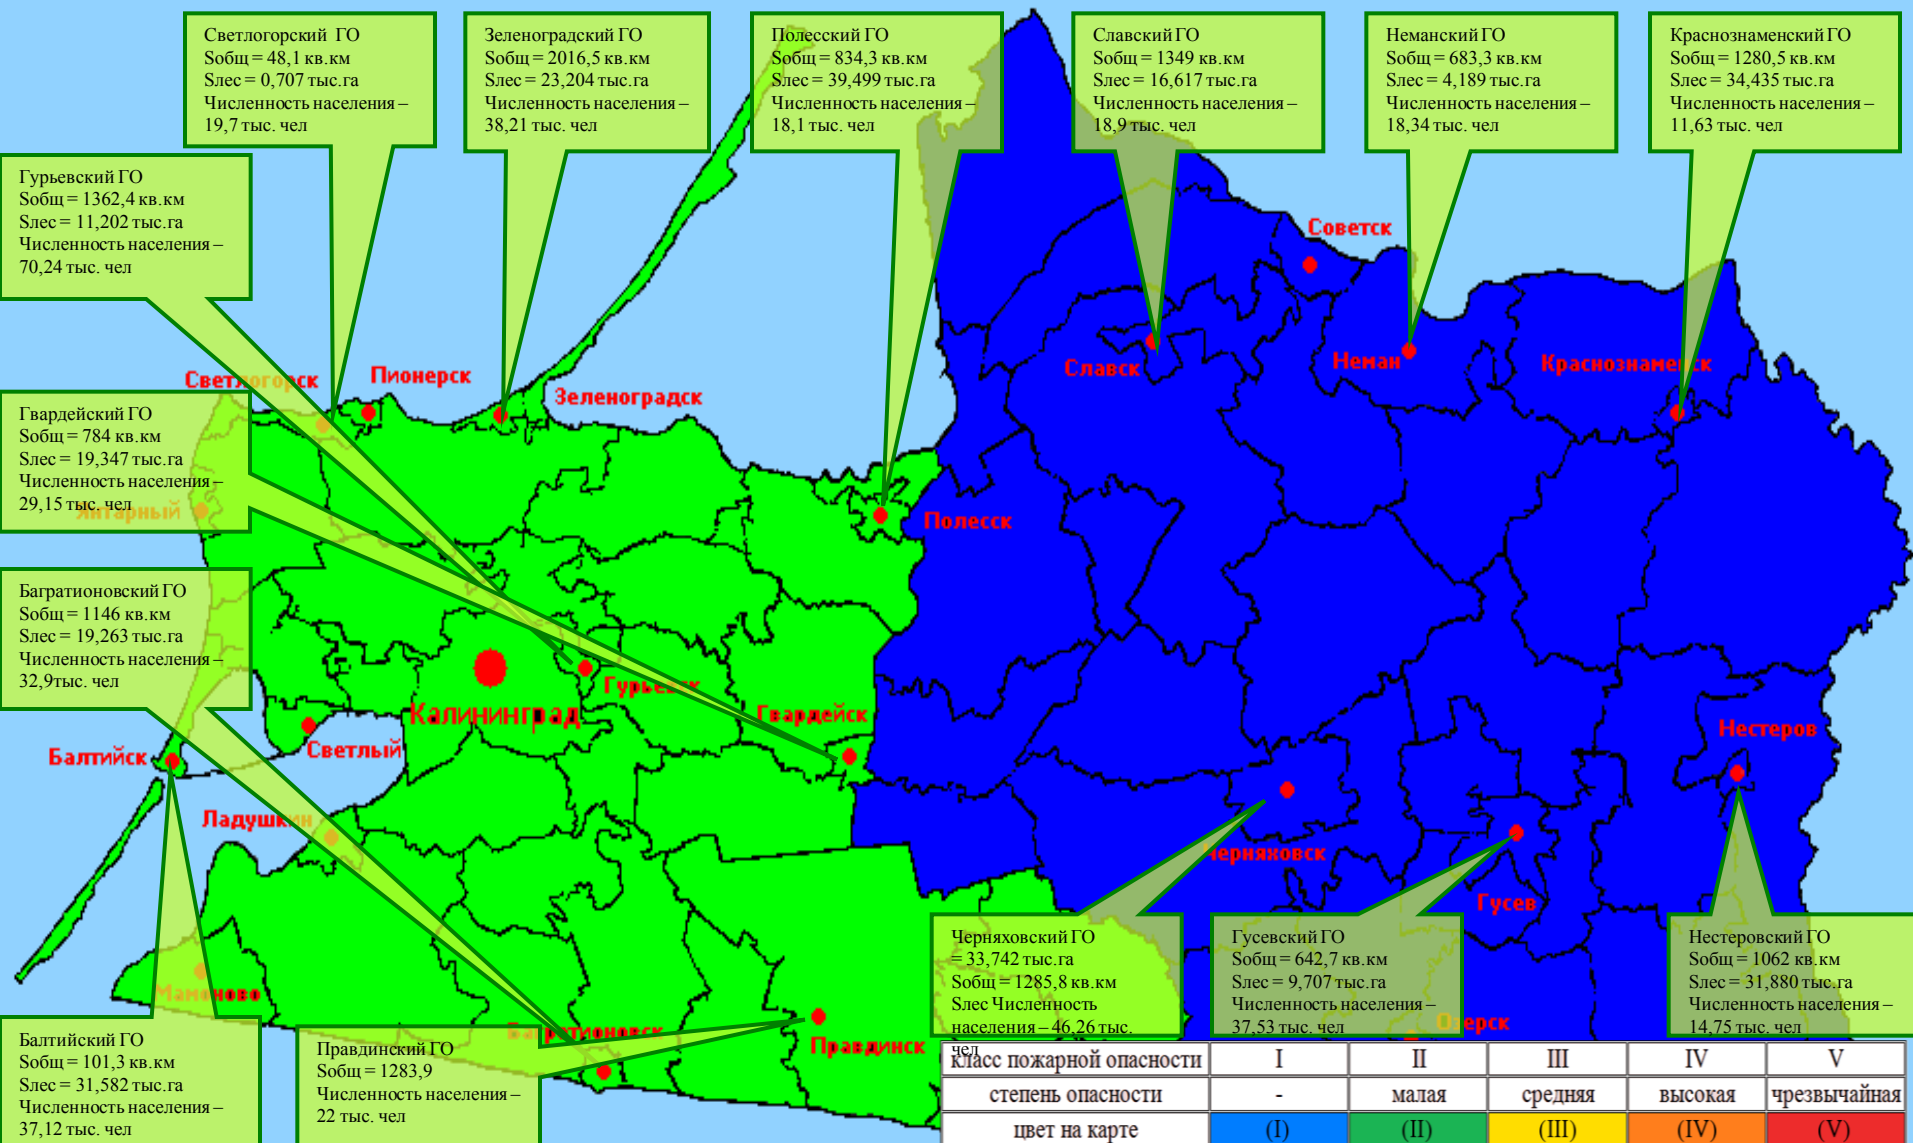 Светлогорский ГО
Sобщ = 48,1 кв.км
Sлес = 0,707 тыс.га
Численность населения –
19,7 тыс. чел
Зеленоградский ГО
Sобщ = 2016,5 кв.км
Sлес = 23,204 тыс.га
Численность населения –
38,21 тыс. чел
Полесский ГО
Sобщ = 834,3 кв.км
Sлес = 39,499 тыс.га
Численность населения –
18,1 тыс. чел
Славский ГО
Sобщ = 1349 кв.км
Sлес = 16,617 тыс.га
Численность населения –
18,9 тыс. чел
Неманский ГО
Sобщ = 683,3 кв.км
Sлес = 4,189 тыс.га
Численность населения –
18,34 тыс. чел
Краснознаменский ГО
Sобщ = 1280,5 кв.км
Sлес = 34,435 тыс.га
Численность населения –
11,63 тыс. чел
Гурьевский ГО
Sобщ = 1362,4 кв.км
Sлес = 11,202 тыс.га
Численность населения –
70,24 тыс. чел
Советск
Славск
Неман
Краснознаменск
Светлогорск
Пионерск
Зеленоградск
Гвардейский ГО
Sобщ = 784 кв.км
Sлес = 19,347 тыс.га
Численность населения –
29,15 тыс. чел
Янтарный
Полесск
Багратионовский ГО
Sобщ = 1146 кв.км
Sлес = 19,263 тыс.га
Численность населения –
32,9тыс. чел
Гурьевск
Калининград
Гвардейск
Нестеров
Балтийск
Светлый
Ладушкин
Черняховск
Гусев
Мамоново
Багратионовск
Правдинск
Озерск
Черняховский ГО
= 33,742 тыс.га
Sобщ = 1285,8 кв.км
Sлес Численность
населения – 46,26 тыс.
чел
Гусевский ГО
Sобщ = 642,7 кв.км
Sлес = 9,707 тыс.га
Численность населения –
37,53 тыс. чел
Нестеровский ГО
Sобщ = 1062 кв.км
Sлес = 31,880 тыс.га
Численность населения –
14,75 тыс. чел
Балтийский ГО
Sобщ = 101,3 кв.км
Sлес = 31,582 тыс.га
Численность населения –
37,12 тыс. чел
Правдинский ГО
Sобщ = 1283,9
Численность населения –
22 тыс. чел
класс пожарной опасности I II III IV V
степень опасности - малая средняя высокая чрезвычайная
цвет на карте (I) (II) (III) (IV) (V)